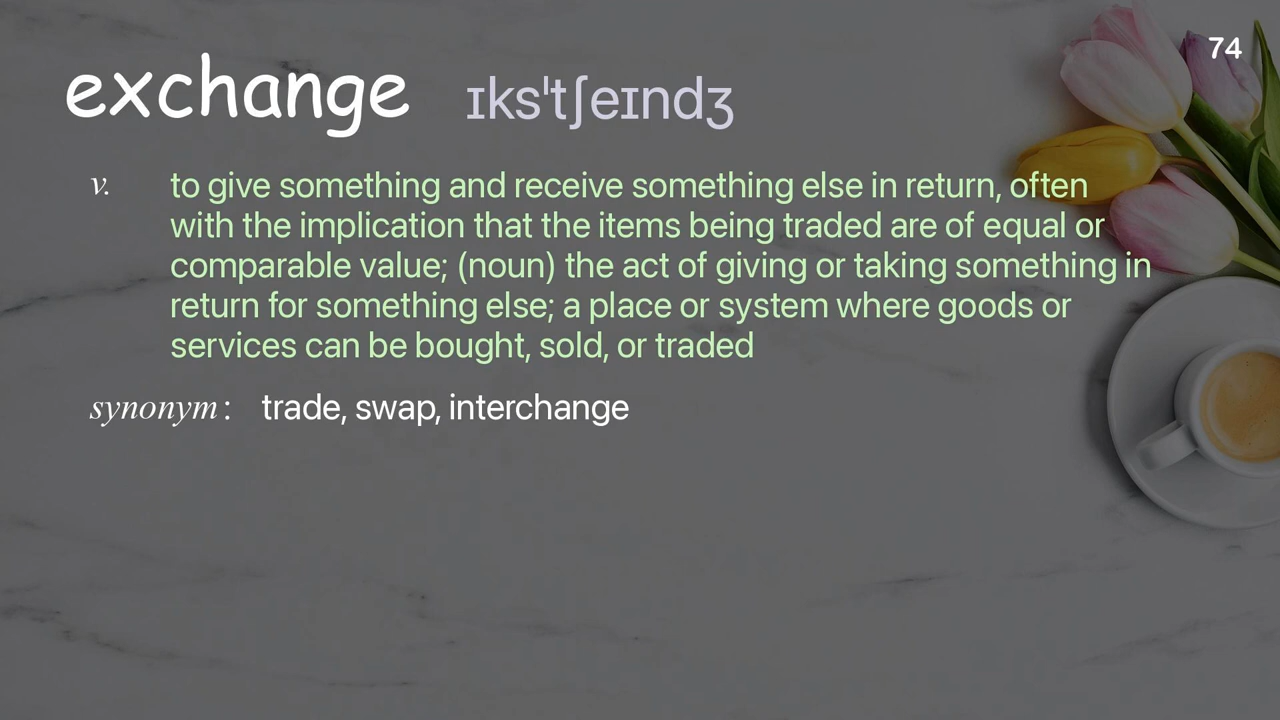 74
exchange ɪksˈtʃeɪndʒ
v. to give something and receive something else in return, often
with the implication that the items being traded are of equal or
comparable value; (noun) the act of giving or taking something in
return for something else; a place or system where goods or
services can be bought, sold, or traded
synonym: trade, swap, interchange